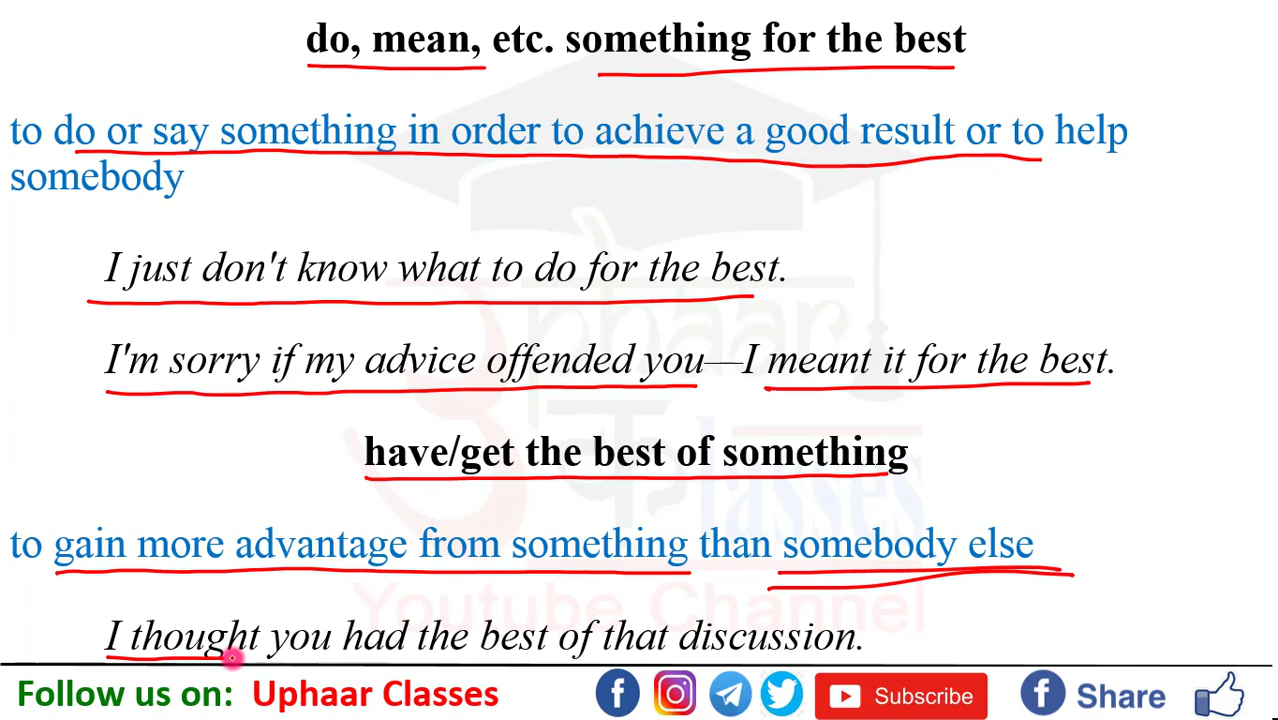 do, mean, etc. something for the best
to do or say something in order to achieve a good result or to help
somebody
I just don't know what to do for the best.
I'm sorry if my advice offended you—I meant it for the best.
have/get the best of something
to gain more advantage from something than somebody else
Youtube Channel
I thought you had the best of that discussion.
Follow us on: Uphaar Classes
Subscribe
Share